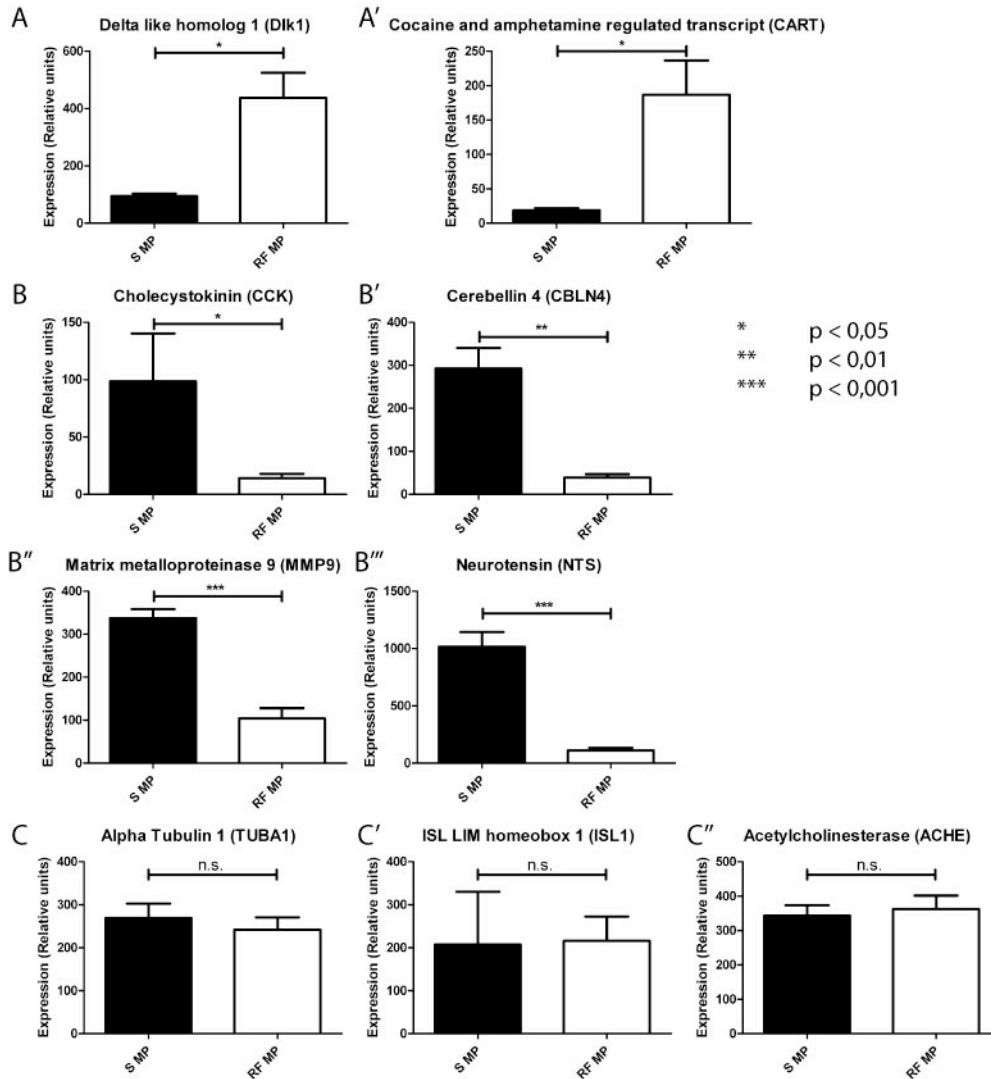 A
Delta like homolog 1 (Dlk1)
Expression (Relative units)
600
400
200
0
*
S MP
RF MP
A′
Cocaine and amphetamine regulated transcript (CART)
Expression (Relative units)
250
200
150
100
50
0
*
S MP
RF MP
B
Cholecystokinin (CCK)
Expression (Relative units)
150
100
50
0
*
S MP
RF MP
B′
Cerebellin 4 (CBLN4)
Expression (Relative units)
400
300
200
100
0
**
S MP
RF MP
* p < 0,05
** p < 0,01
*** p < 0,001
B″
Matrix metalloproteinase 9 (MMP9)
Expression (Relative units)
400
300
200
100
0
***
S MP
RF MP
B‴
Neurotensin (NTS)
Expression (Relative units)
1500
1000
500
0
***
S MP
RF MP
C
Alpha Tubulin 1 (TUBA1)
Expression (Relative units)
400
300
200
100
0
n.s.
S MP
RF MP
C′
ISL LIM homeobox 1 (ISL1)
Expression (Relative units)
400
300
200
100
0
n.s.
S MP
RF MP
C″
Acetylcholinesterase (ACHE)
Expression (Relative units)
500
400
300
200
100
0
n.s.
S MP
RF MP